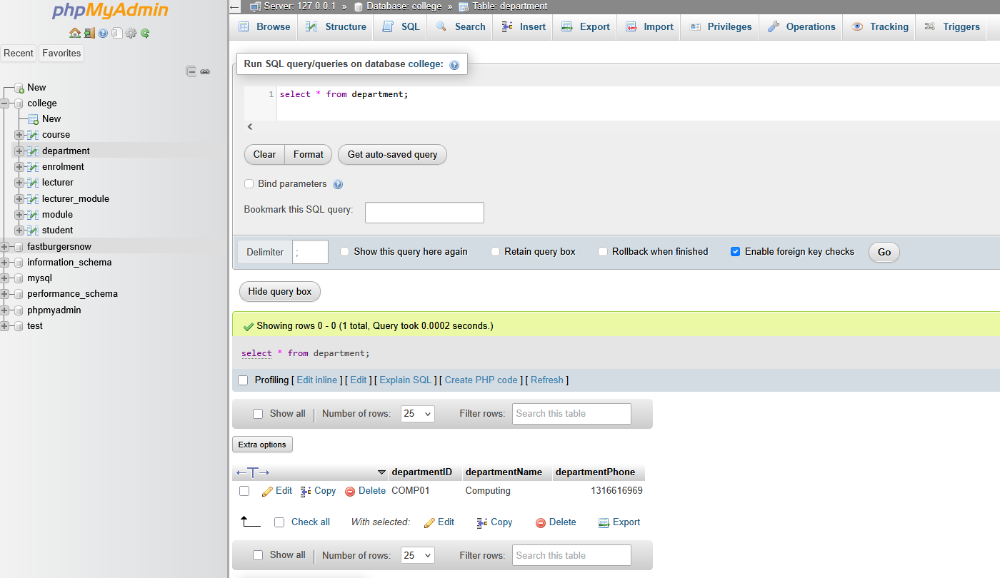 phpMyAdmin
Recent Favorites
New
college
New
course
department
enrolment
lecturer
lecturer_module
module
student
fastburgersnow
information_schema
mysql
performance_schema
phpmyadmin
test
Server: 127.0.0.1 » Database: college » Table: department
Browse Structure SQL Search Insert Export Import Privileges Operations Tracking Triggers
Run SQL query/queries on database college:
1 select * from department;
Clear Format Get auto-saved query
Bind parameters
Bookmark this SQL query:
Delimiter ; Show this query here again Retain query box Rollback when finished Enable foreign key checks Go
Hide query box
Showing rows 0 - 0 (1 total, Query took 0.0002 seconds.)
select * from department;
Profiling [ Edit inline ] [ Edit ] [ Explain SQL ] [ Create PHP code ] [ Refresh ]
Show all | Number of rows: 25 Filter rows: Search this table
Extra options
←T→ departmentID departmentName departmentPhone
Edit Copy Delete COMP01 Computing 1316616969
Check all With selected: Edit Copy Delete Export
Show all | Number of rows: 25 Filter rows: Search this table